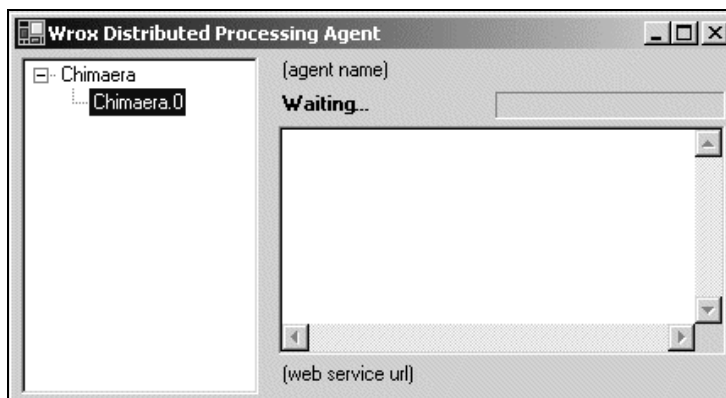 Wrox Distributed Processing Agent
Chimaera
Chimaera.0
(agent name)
Waiting...
(web service url)